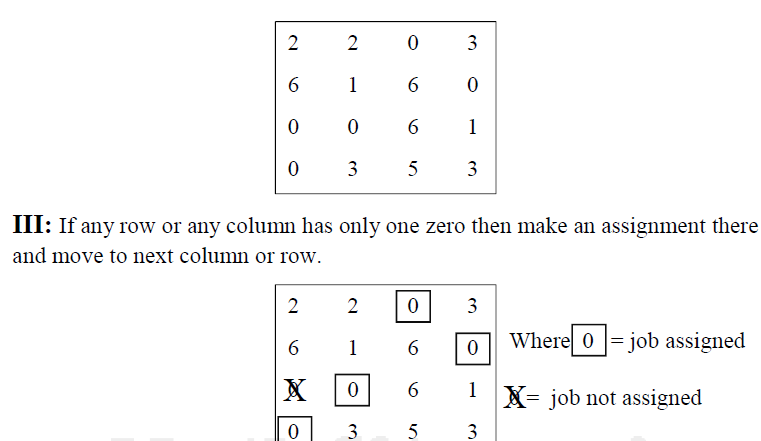 2 2 0 3
6 1 6 0
0 0 6 1
0 3 5 3
III: If any row or any column has only one zero then make an assignment there
and move to next column or row.
2 2 0 3
6 1 6 0 Where 0 = job assigned
X 0 6 1 X = job not assigned
0 3 5 3